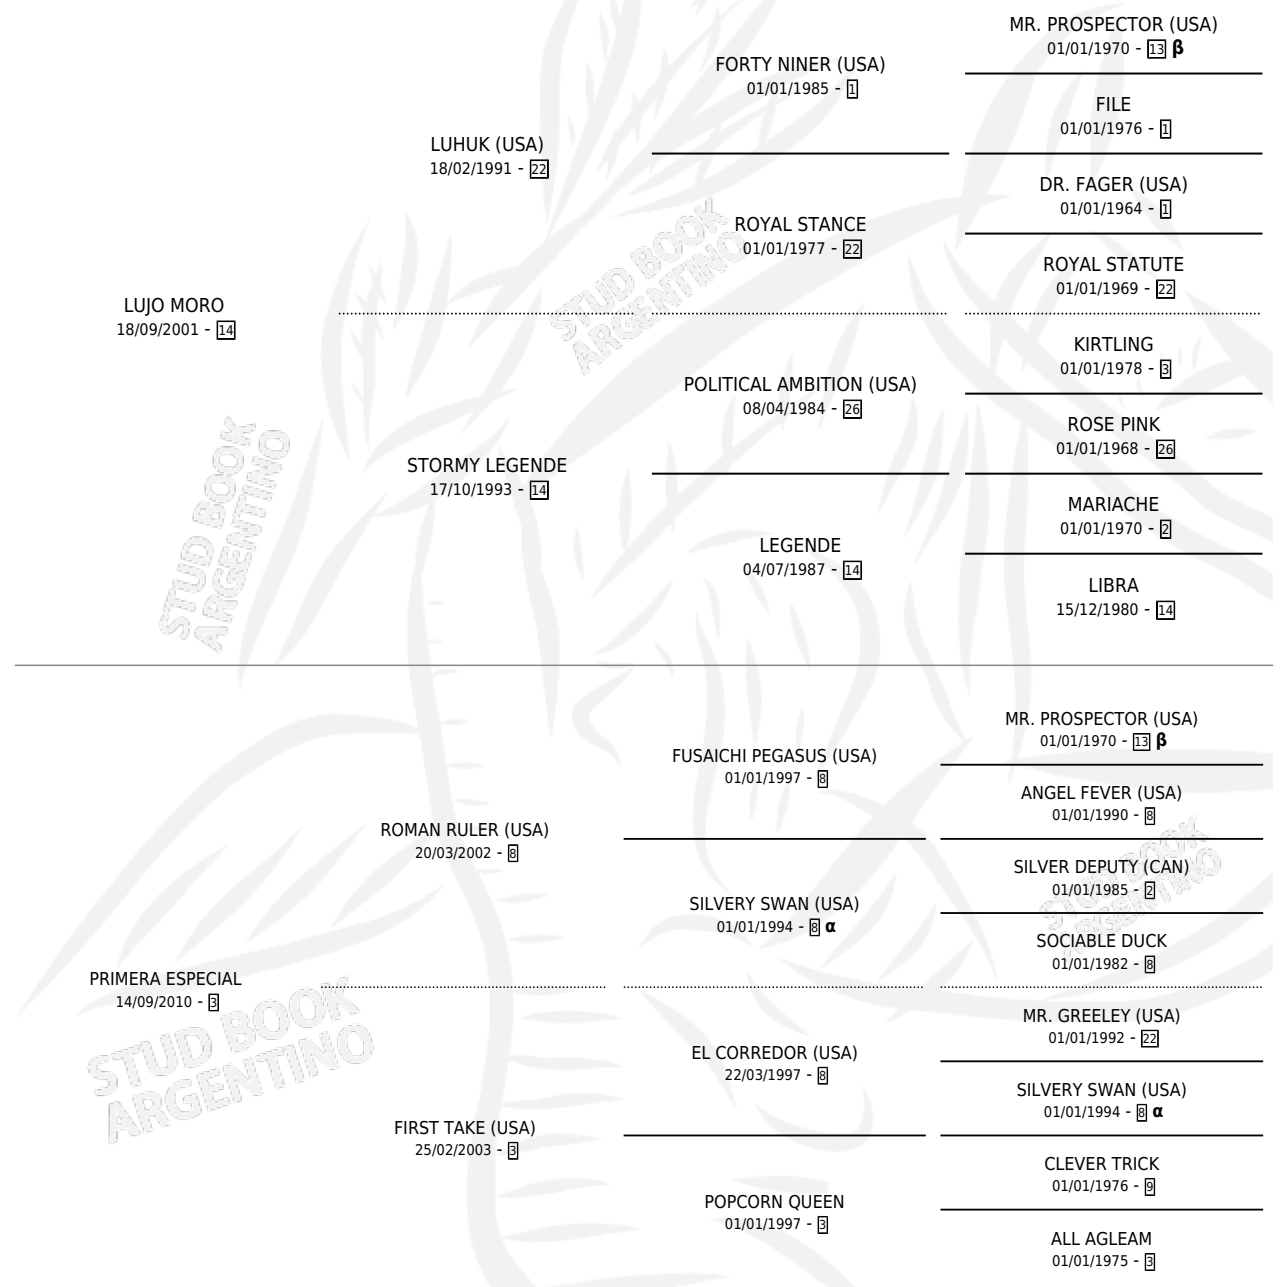 MR. PROSPECTOR (USA)
01/01/1970 - 13 β
FORTY NINER (USA)
01/01/1985 - 1
FILE
01/01/1976 - 1
LUHUK (USA)
18/02/1991 - 22
DR. FAGER (USA)
01/01/1964 - 1
ROYAL STANCE
01/01/1977 - 22
ROYAL STATUTE
01/01/1969 - 22
LUJO MORO
18/09/2001 - 14
KIRTLING
01/01/1978 - 3
POLITICAL AMBITION (USA)
08/04/1984 - 26
ROSE PINK
01/01/1968 - 26
STORMY LEGENDE
17/10/1993 - 14
MARIACHE
01/01/1970 - 2
LEGENDE
04/07/1987 - 14
LIBRA
15/12/1980 - 14
STUD BOOK
ARGENTINO
STUD BOOK
ARGENTINO
MR. PROSPECTOR (USA)
01/01/1970 - 13 β
FUSAICHI PEGASUS (USA)
01/01/1997 - 8
ANGEL FEVER (USA)
01/01/1990 - 8
ROMAN RULER (USA)
20/03/2002 - 8
SILVER DEPUTY (CAN)
01/01/1985 - 2
SILVERY SWAN (USA)
01/01/1994 - 8 α
SOCIABLE DUCK
01/01/1982 - 8
PRIMERA ESPECIAL
14/09/2010 - 3
MR. GREELEY (USA)
01/01/1992 - 22
EL CORREDOR (USA)
22/03/1997 - 8
SILVERY SWAN (USA)
01/01/1994 - 8 α
FIRST TAKE (USA)
25/02/2003 - 3
CLEVER TRICK
01/01/1976 - 9
POPCORN QUEEN
01/01/1997 - 3
ALL AGLEAM
01/01/1975 - 3
STUD BOOK
ARGENTINO
STUD BOOK
ARGENTINO